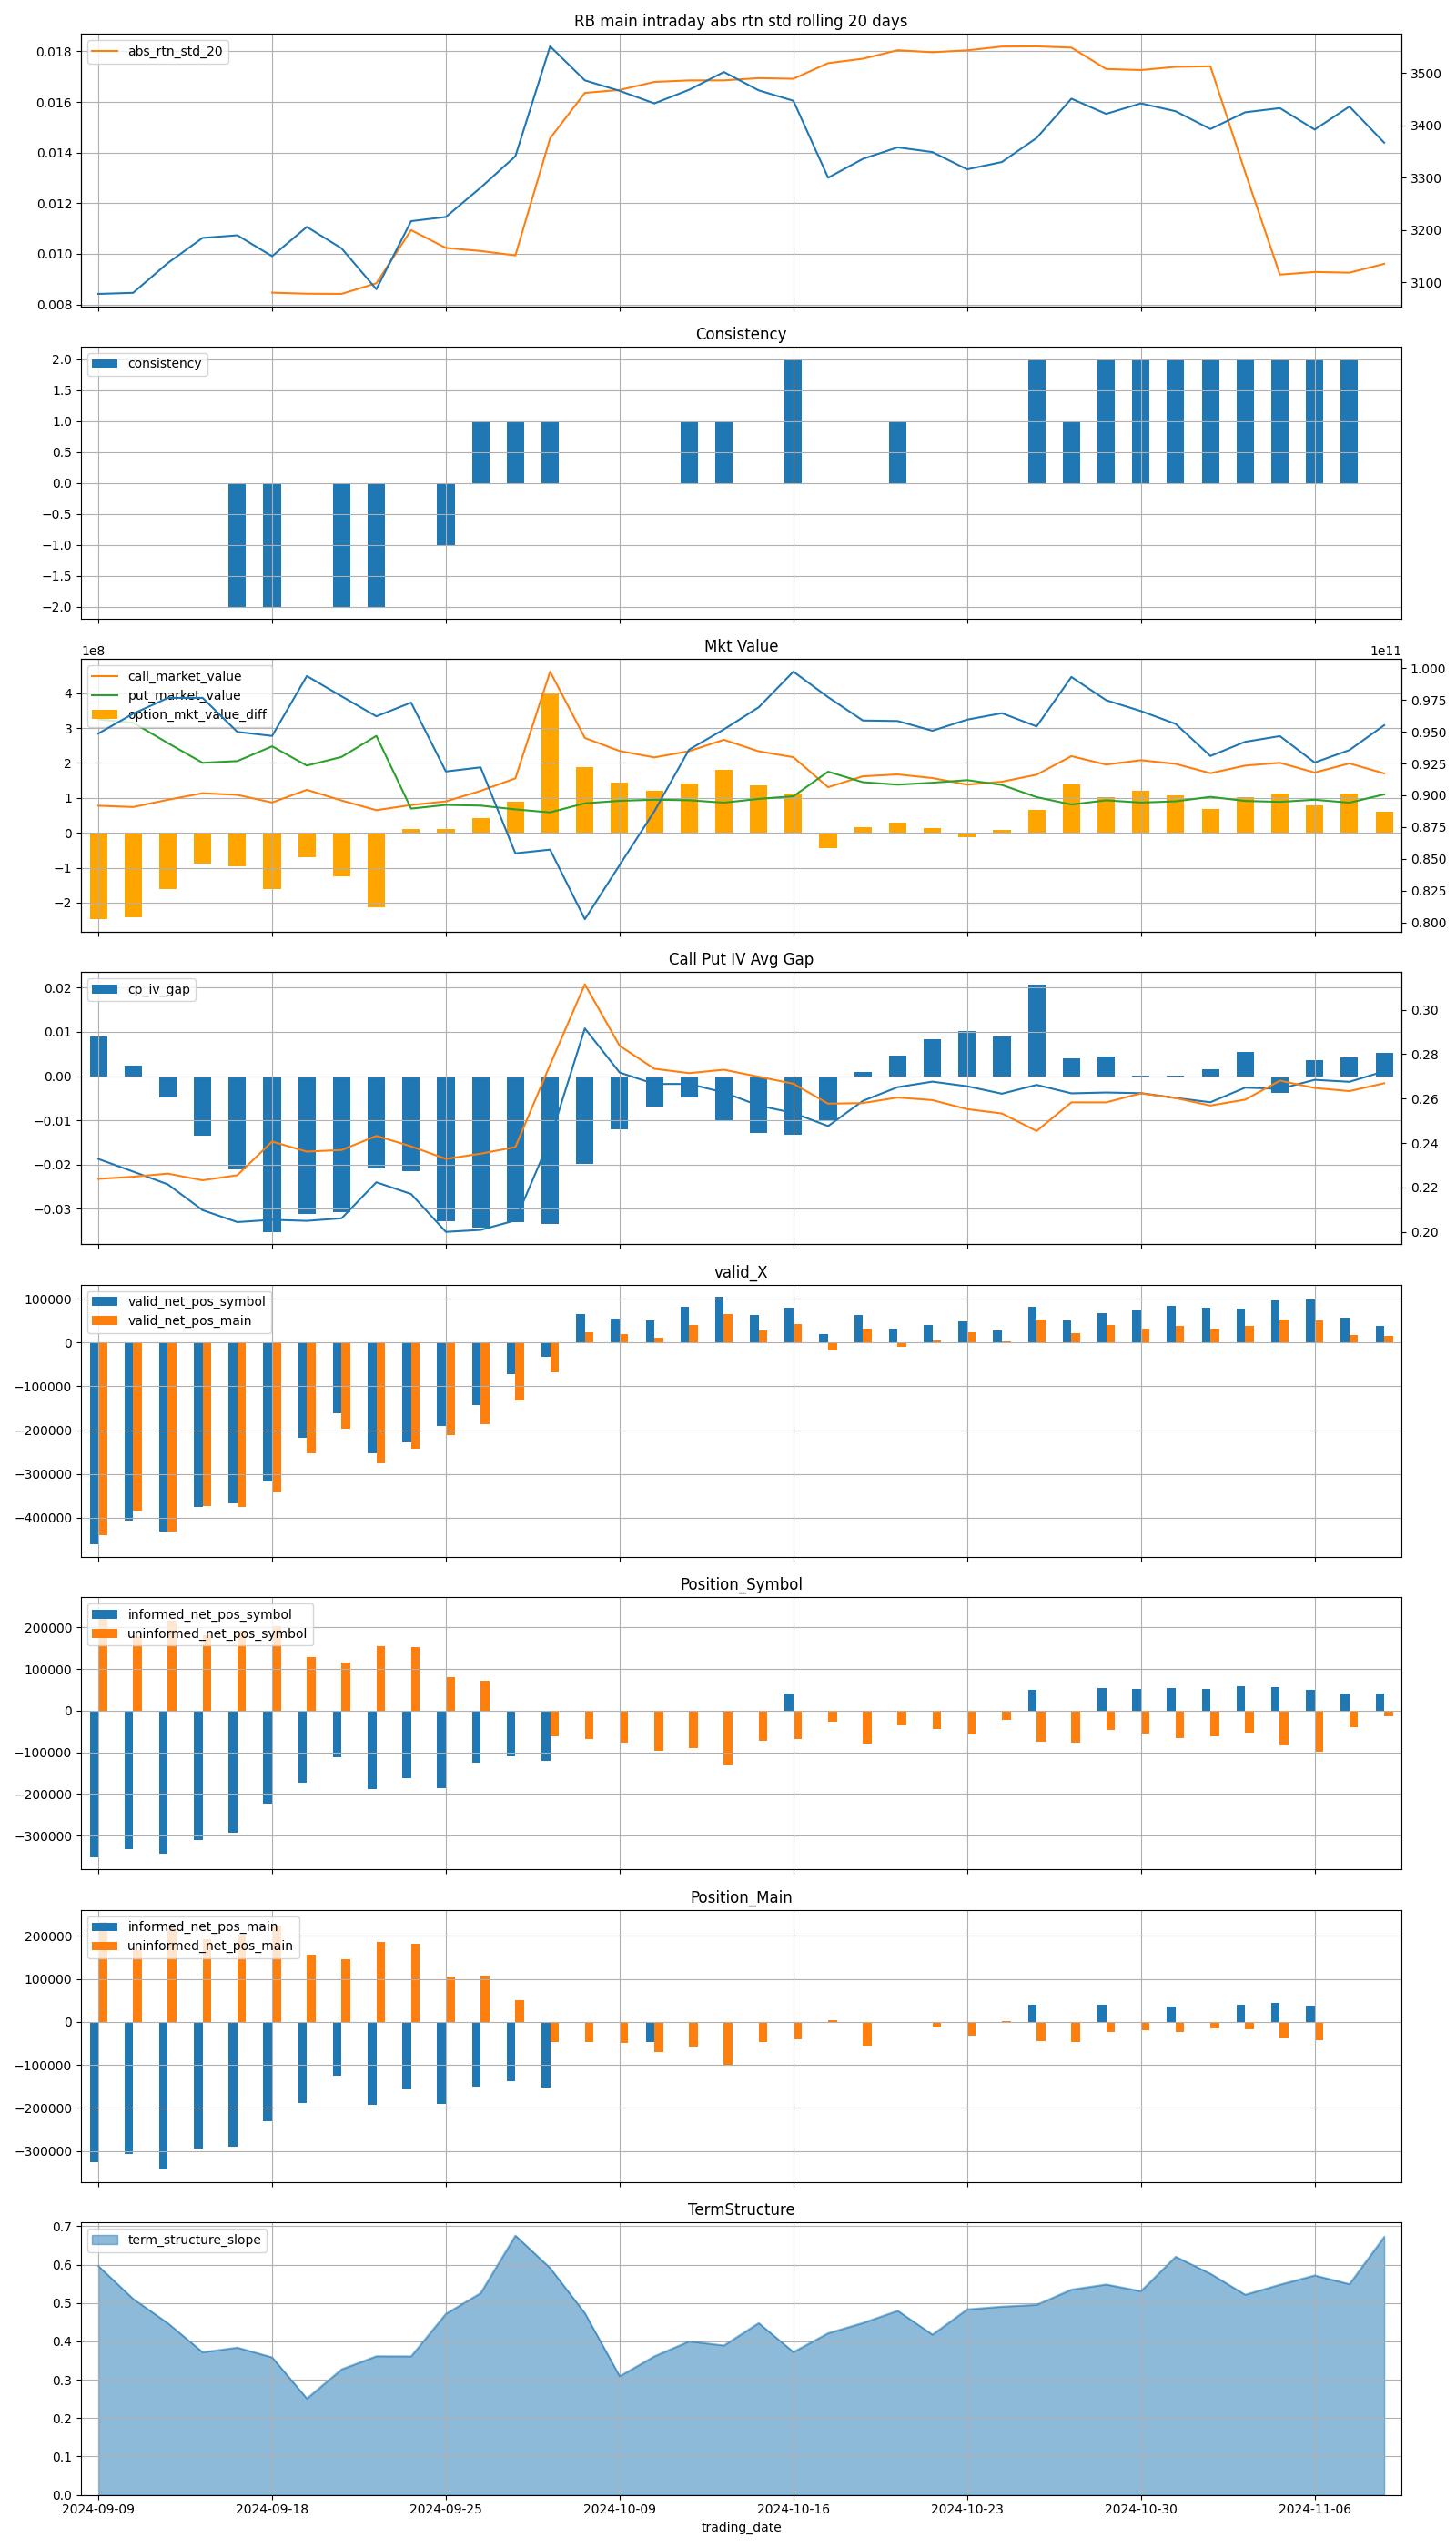 RB main intraday abs rtn std rolling 20 days
abs_rtn_std_20
0.018
0.016
0.014
0.012
0.010
0.008
3500
3400
3300
3200
3100
Consistency
consistency
2.0
1.5
1.0
0.5
0.0
−0.5
−1.0
−1.5
−2.0
Mkt Value
1e8
1e11
call_market_value
put_market_value
option_mkt_value_diff
4
3
2
1
0
−1
−2
1.000
0.975
0.950
0.925
0.900
0.875
0.850
0.825
0.800
Call Put IV Avg Gap
cp_iv_gap
0.02
0.01
0.00
−0.01
−0.02
−0.03
0.30
0.28
0.26
0.24
0.22
0.20
valid_X
valid_net_pos_symbol
valid_net_pos_main
100000
0
−100000
−200000
−300000
−400000
Position_Symbol
informed_net_pos_symbol
uninformed_net_pos_symbol
200000
100000
0
−100000
−200000
−300000
Position_Main
informed_net_pos_main
uninformed_net_pos_main
200000
100000
0
−100000
−200000
−300000
TermStructure
term_structure_slope
0.7
0.6
0.5
0.4
0.3
0.2
0.1
0.0
2024-09-09 2024-09-18 2024-09-25 2024-10-09 2024-10-16 2024-10-23 2024-10-30 2024-11-06
trading_date